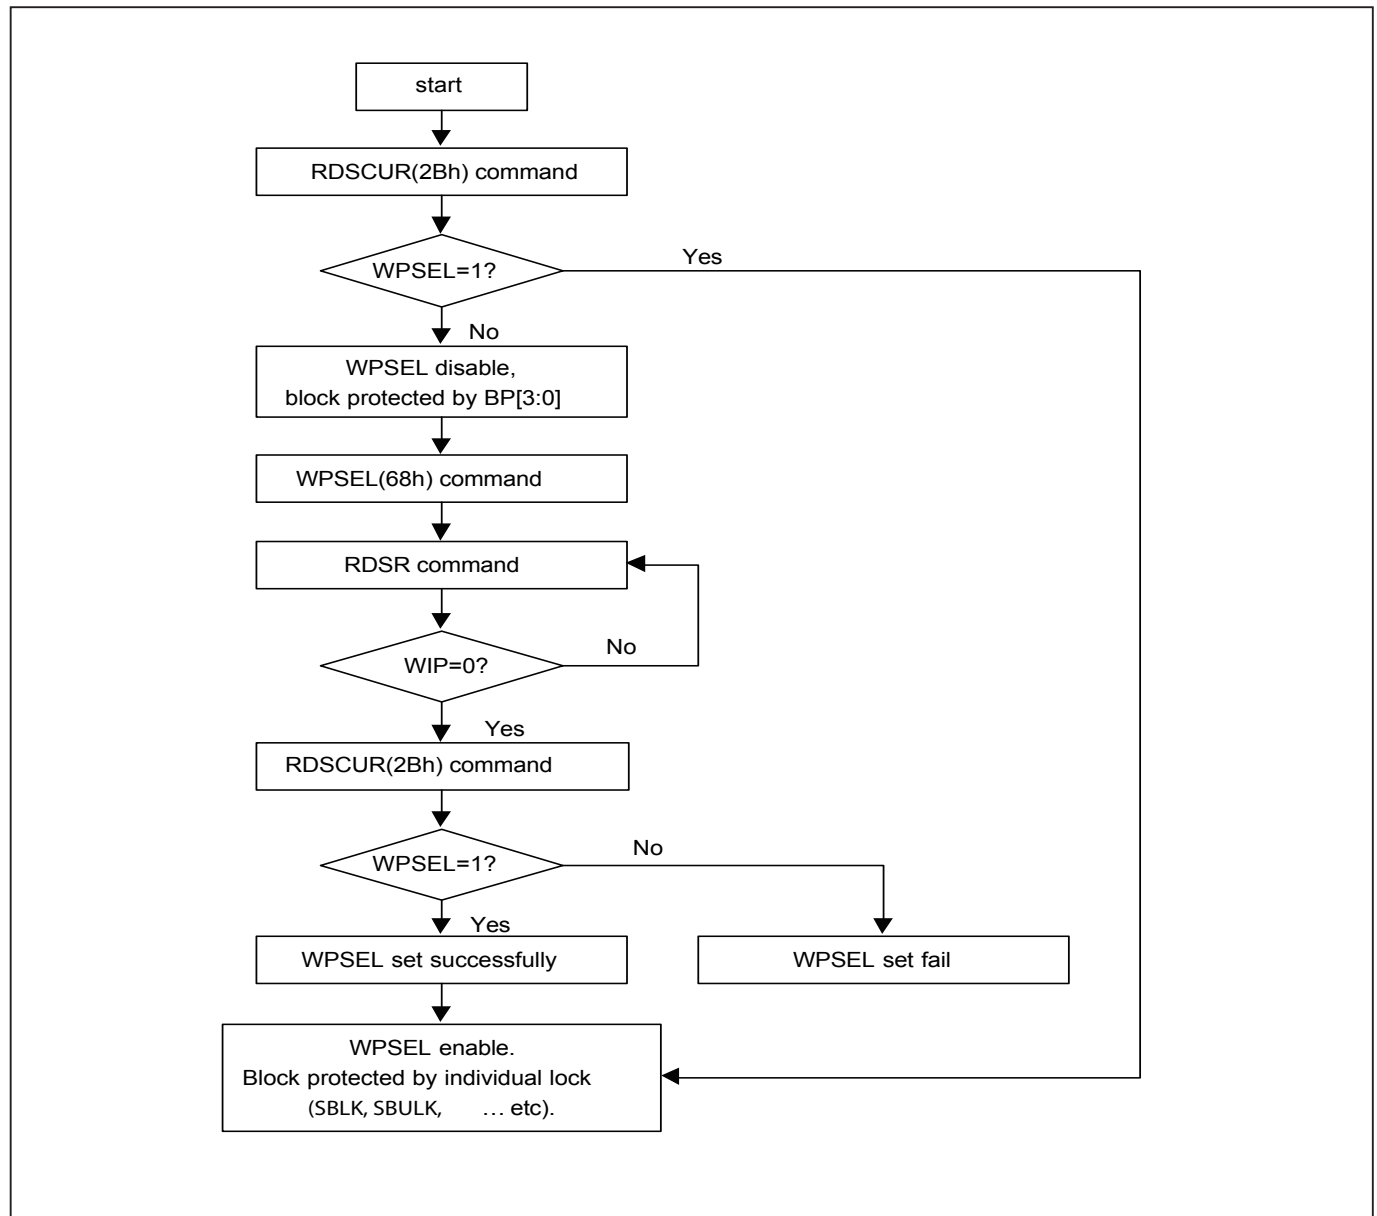 start
RDSCUR(2Bh) command
WPSEL=1?
Yes
No
WPSEL disable,
block protected by BP[3:0]
WPSEL(68h) command
RDSR command
WIP=0?
No
Yes
RDSCUR(2Bh) command
WPSEL=1?
No
Yes
WPSEL set successfully
WPSEL set fail
WPSEL enable.
Block protected by individual lock
(SBLK, SBULK, … etc).